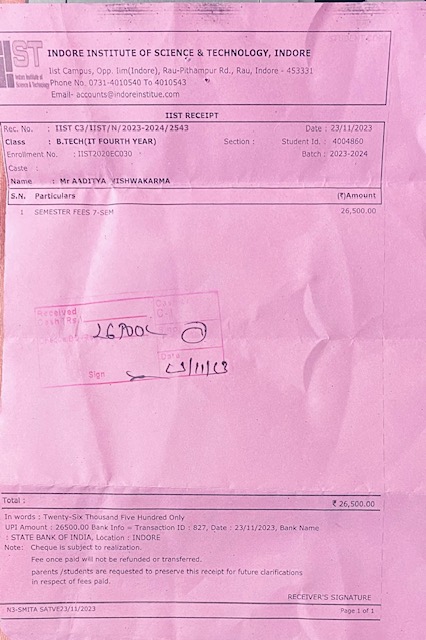 IST
Indore Institute of
Science & Technology
INDORE INSTITUTE OF SCIENCE & TECHNOLOGY, INDORE
Iist Campus, Opp. Iim(Indore), Rau-Pithampur Rd., Rau, Indore - 453331
Phone No. 0731-4010540 To 4010543
Email- accounts@indoreinstitue.com
IIST RECEIPT
Rec. No. : IIST C3/IIST/N/2023-2024/2543 Date : 23/11/2023
Class : B.TECH(IT FOURTH YEAR) Section : Student Id. : 4004860
Enrollment No. : IIST2020EC030 Batch : 2023-2024
Caste :
Name : Mr AADITYA VISHWAKARMA
S.N. Particulars (₹)Amount
1 SEMESTER FEES 7-SEM 26,500.00
Received
Date
Sign
Total : ₹ 26,500.00
In words : Twenty-Six Thousand Five Hundred Only
UPI Amount : 26500.00 Bank Info = Transaction ID : 827, Date : 23/11/2023, Bank Name
: STATE BANK OF INDIA, Location : INDORE
Note: Cheque is subject to realization.
Fee once paid will not be refunded or transferred.
parents /students are requested to preserve this receipt for future clarifications
in respect of fees paid.
RECEIVER'S SIGNATURE
N3-SMITA SATVE23/11/2023 Page 1 of 1